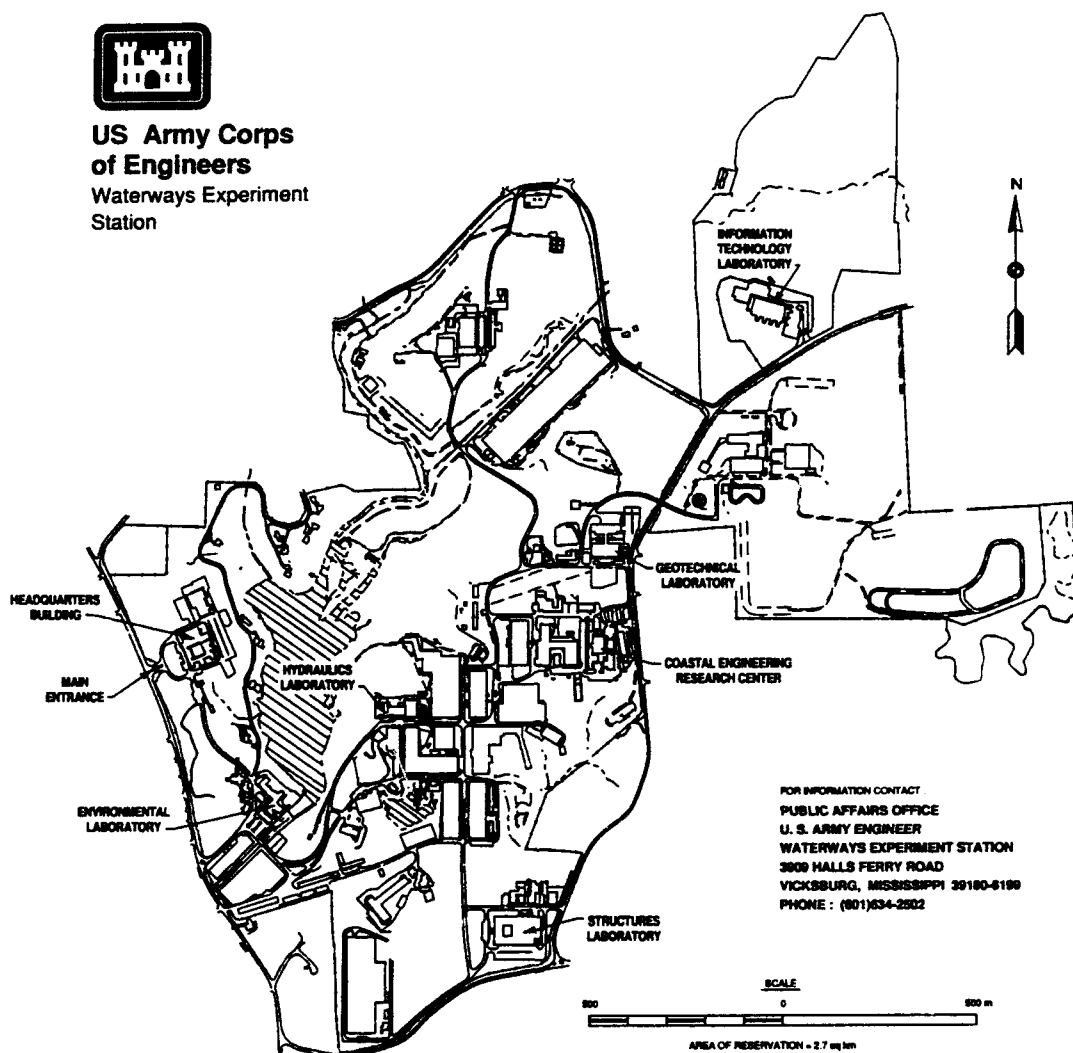 US Army Corps
of Engineers
Waterways Experiment
Station
N
INFORMATION
TECHNOLOGY
LABORATORY
HEADQUARTERS
BUILDING
MAIN
ENTRANCE
HYDRAULICS
LABORATORY
GEOTECHNICAL
LABORATORY
COASTAL ENGINEERING
RESEARCH CENTER
ENVIRONMENTAL
LABORATORY
STRUCTURES
LABORATORY
FOR INFORMATION CONTACT
PUBLIC AFFAIRS OFFICE
U. S. ARMY ENGINEER
WATERWAYS EXPERIMENT STATION
3909 HALLS FERRY ROAD
VICKSBURG, MISSISSIPPI 39180-6199
PHONE : (601)634-2502
SCALE
500 0 500 m
AREA OF RESERVATION = 2.7 sq km